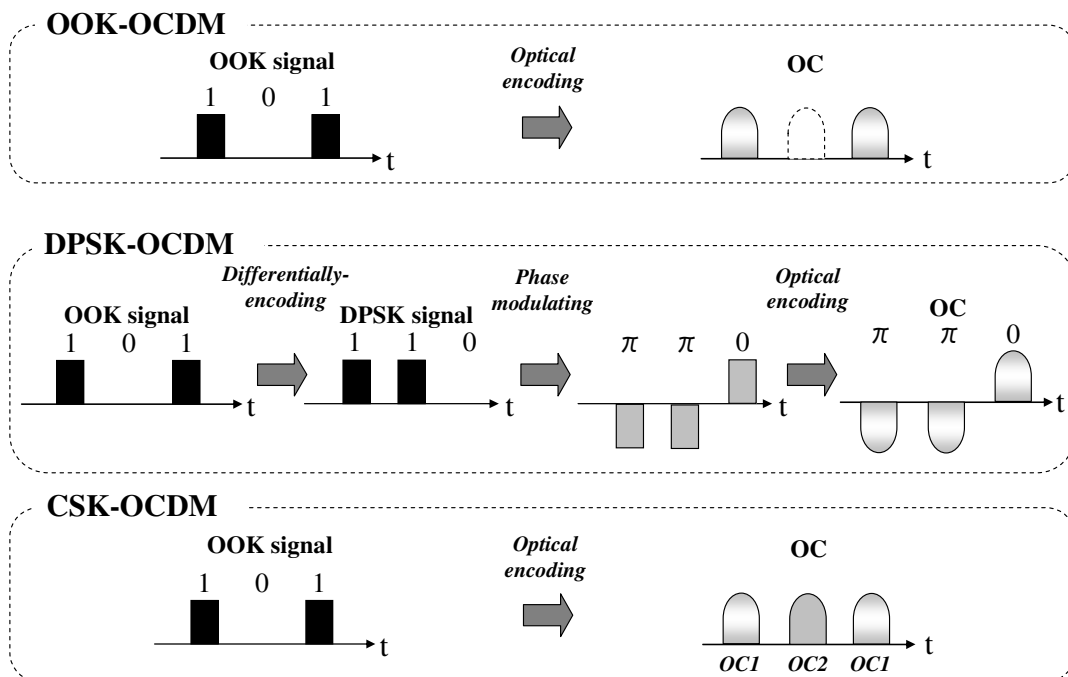 OOK-OCDM
OOK signal
1 0 1
t
Optical
encoding
OC
t
DPSK-OCDM
OOK signal
1 0 1
t
Differentially-
encoding
DPSK signal
1 1 0
t
Phase
modulating
π π 0
t
Optical
encoding
OC
π π 0
t
CSK-OCDM
OOK signal
1 0 1
t
Optical
encoding
OC
t
OC1 OC2 OC1